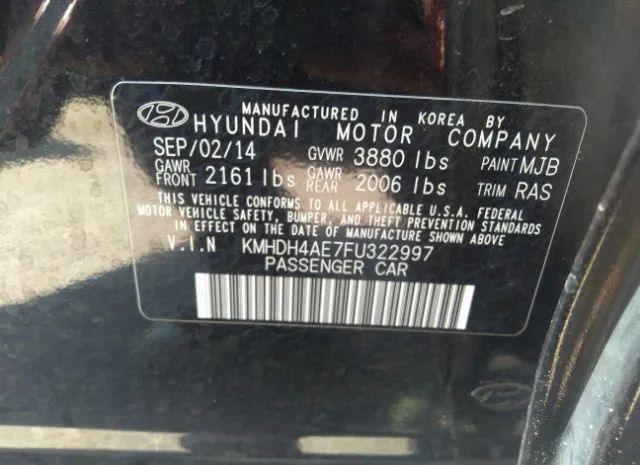 MANUFACTURED IN KOREA BY
HYUNDAI MOTOR COMPANY
SEP/02/14 GVWR 3880 lbs PAINT MJB
GAWR FRONT 2161 lbs GAWR REAR 2006 lbs TRIM RAS
THIS VEHICLE CONFORMS TO ALL APPLICABLE U.S.A. FEDERAL
MOTOR VEHICLE SAFETY, BUMPER, AND THEFT PREVENTION STANDARDS
IN EFFECT ON THE DATE OF MANUFACTURE SHOWN ABOVE
V.I.N KMHDH4AE7FU322997
PASSENGER CAR